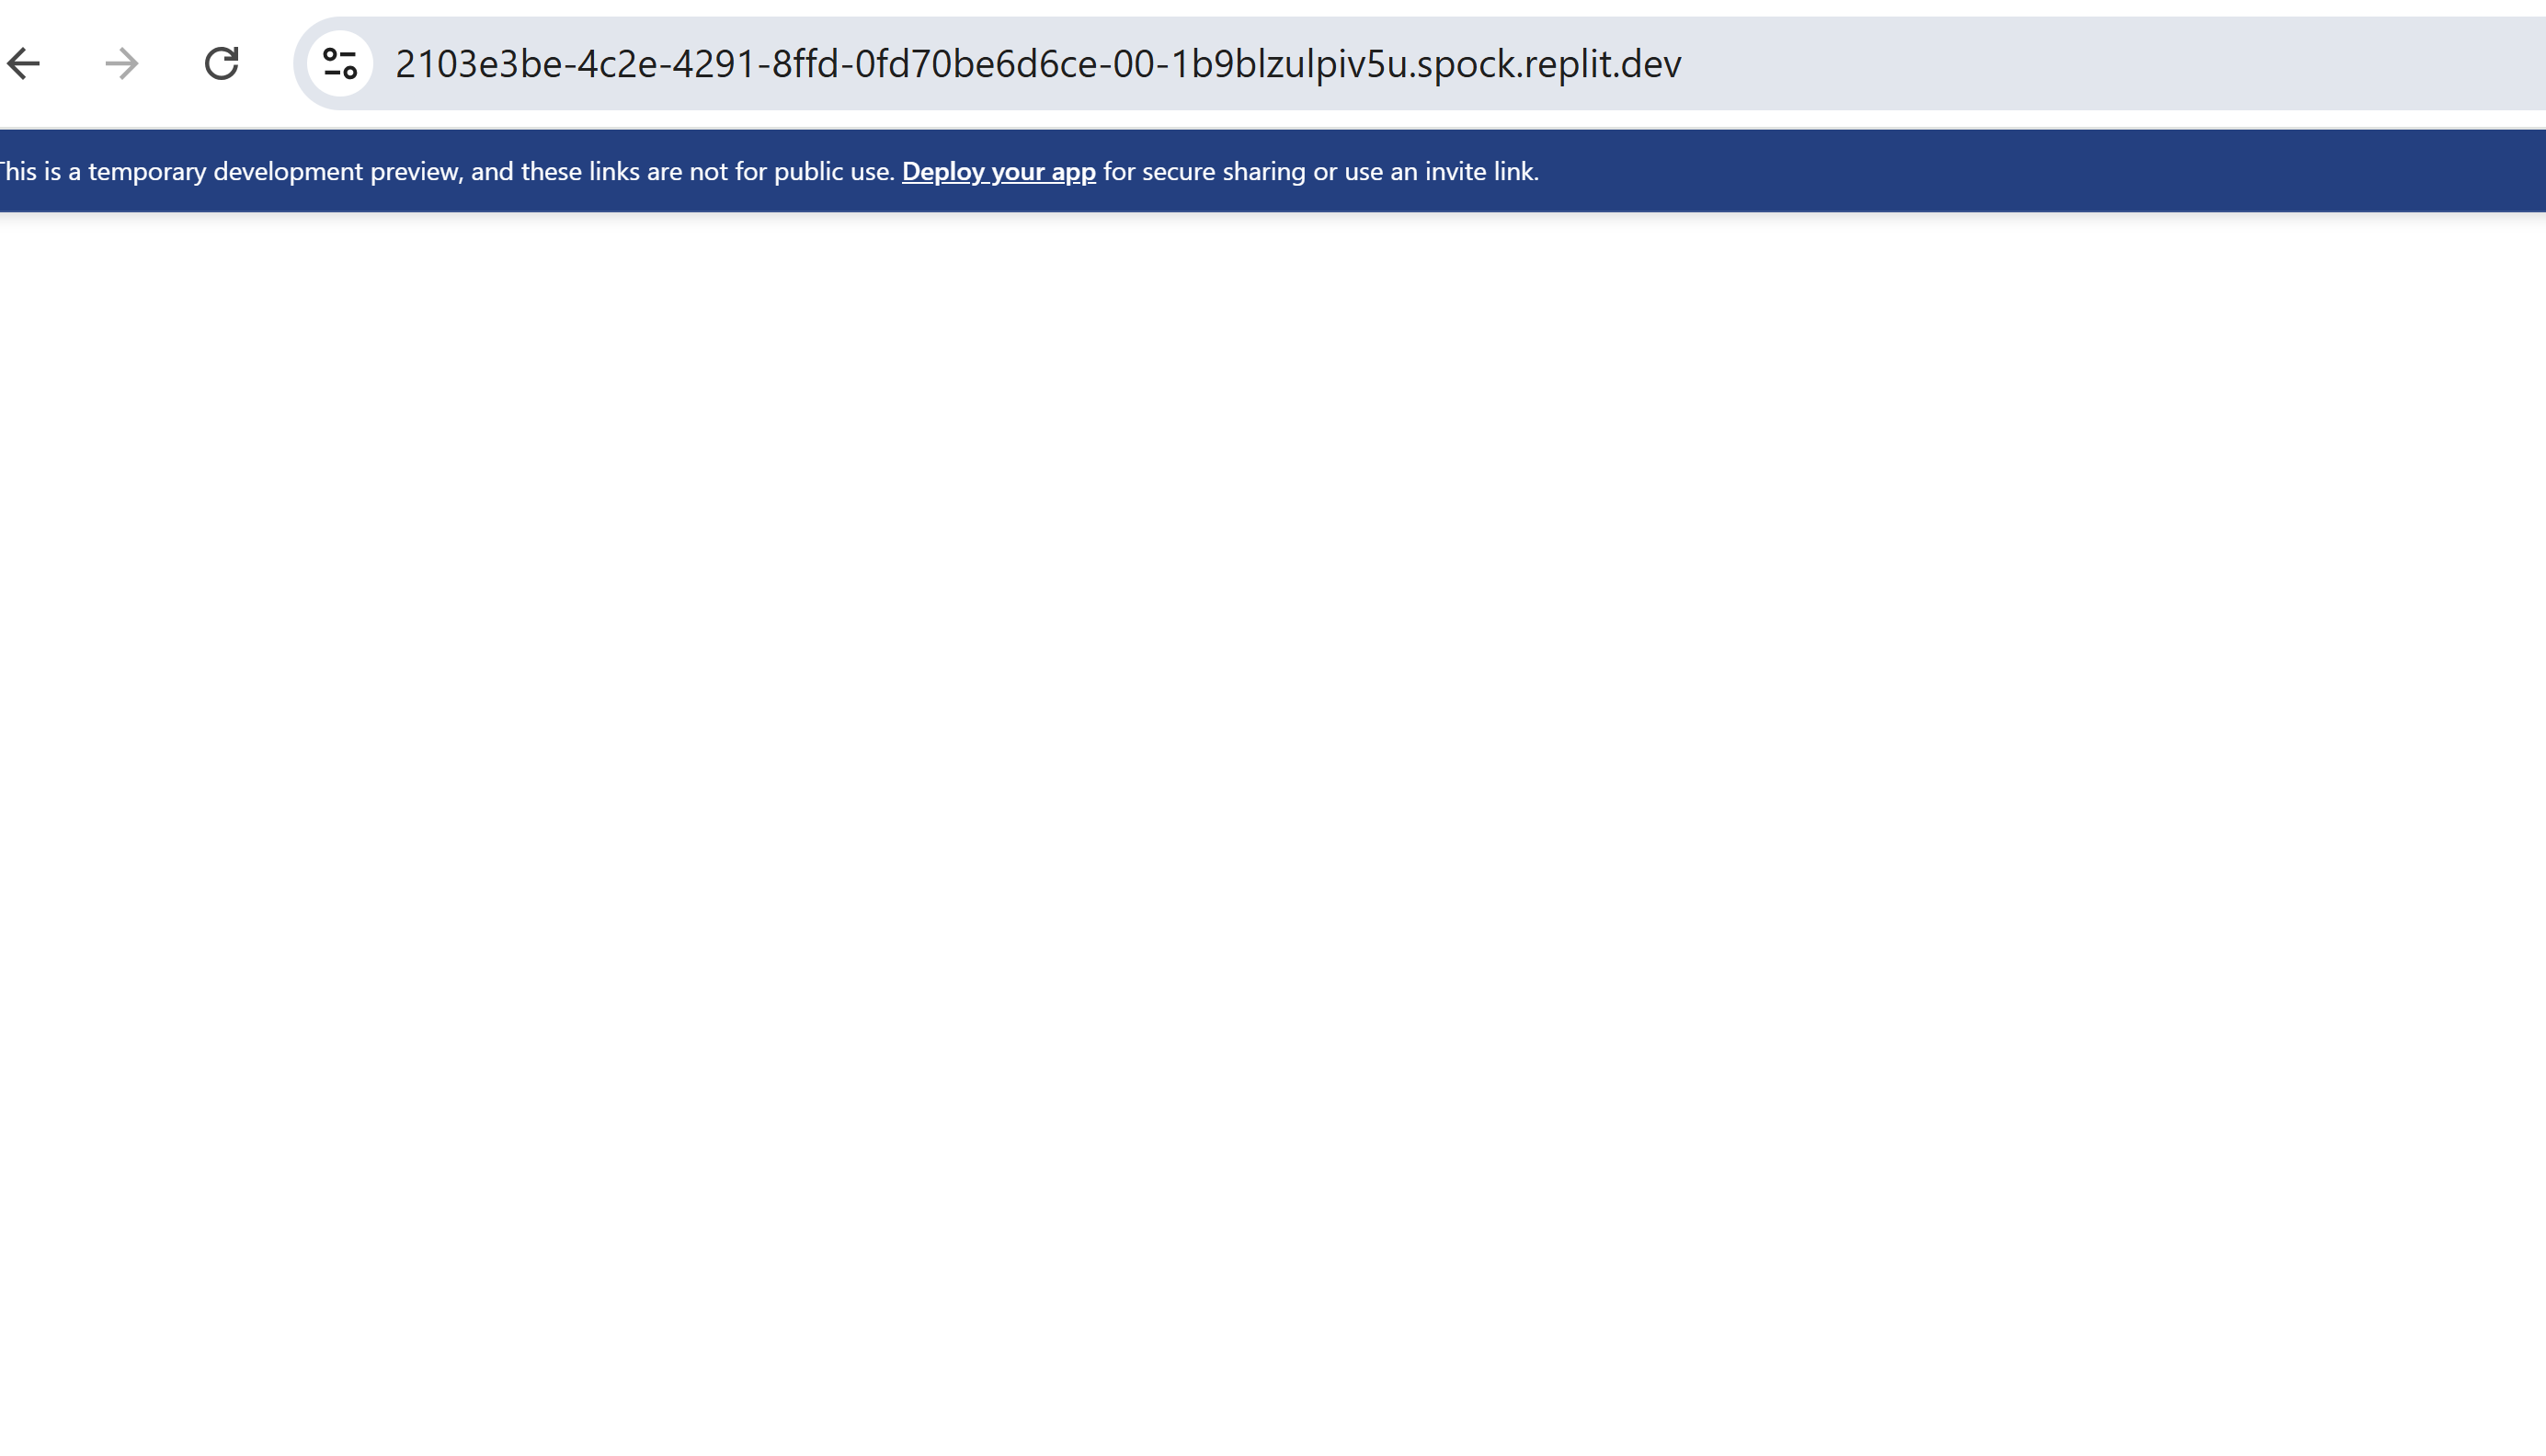 2103e3be-4c2e-4291-8ffd-0fd70be6d6ce-00-1b9blzulpiv5u.spock.replit.dev
This is a temporary development preview, and these links are not for public use. Deploy your app for secure sharing or use an invite link.